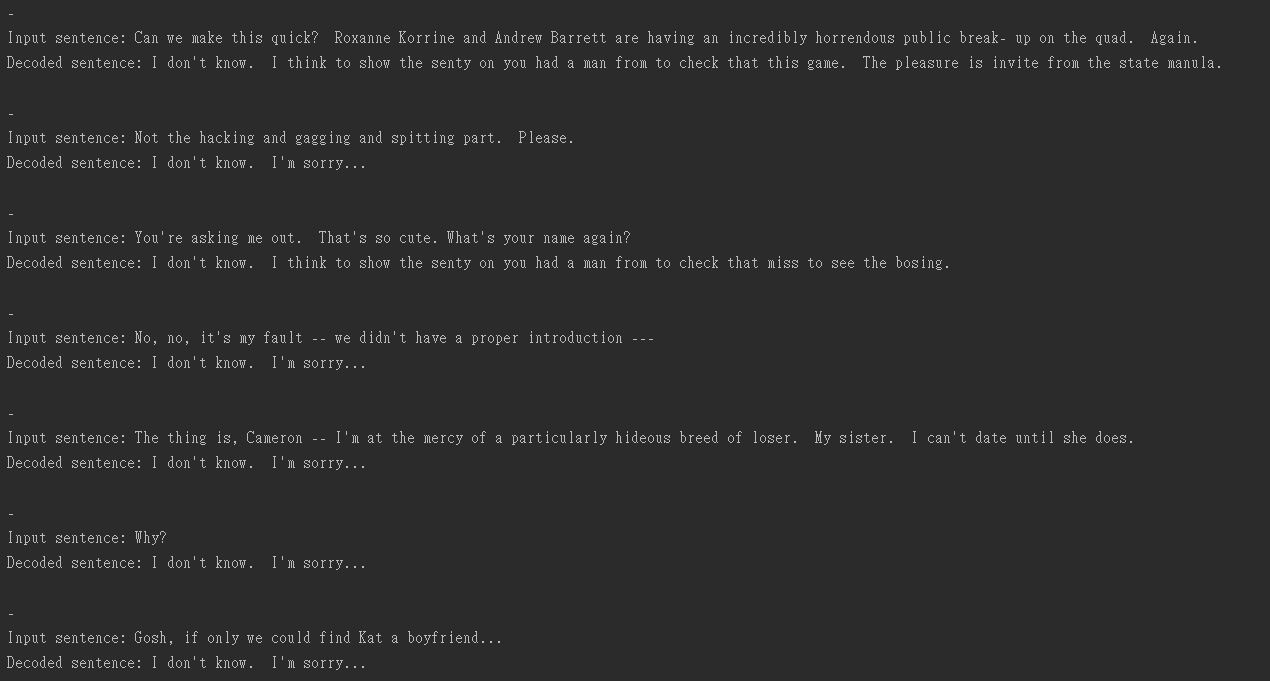 -
Input sentence: Can we make this quick?  Roxanne Korrine and Andrew Barrett are having an incredibly horrendous public break- up on the quad.  Again.
Decoded sentence: I don't know.  I think to show the senty on you had a man from to check that this game.  The pleasure is invite from the state manula.
-
Input sentence: Not the hacking and gagging and spitting part.  Please.
Decoded sentence: I don't know.  I'm sorry...
-
Input sentence: You're asking me out.  That's so cute. What's your name again?
Decoded sentence: I don't know.  I think to show the senty on you had a man from to check that miss to see the bosing.
-
Input sentence: No, no, it's my fault -- we didn't have a proper introduction ---
Decoded sentence: I don't know.  I'm sorry...
-
Input sentence: The thing is, Cameron -- I'm at the mercy of a particularly hideous breed of loser.  My sister.  I can't date until she does.
Decoded sentence: I don't know.  I'm sorry...
-
Input sentence: Why?
Decoded sentence: I don't know.  I'm sorry...
-
Input sentence: Gosh, if only we could find Kat a boyfriend...
Decoded sentence: I don't know.  I'm sorry...